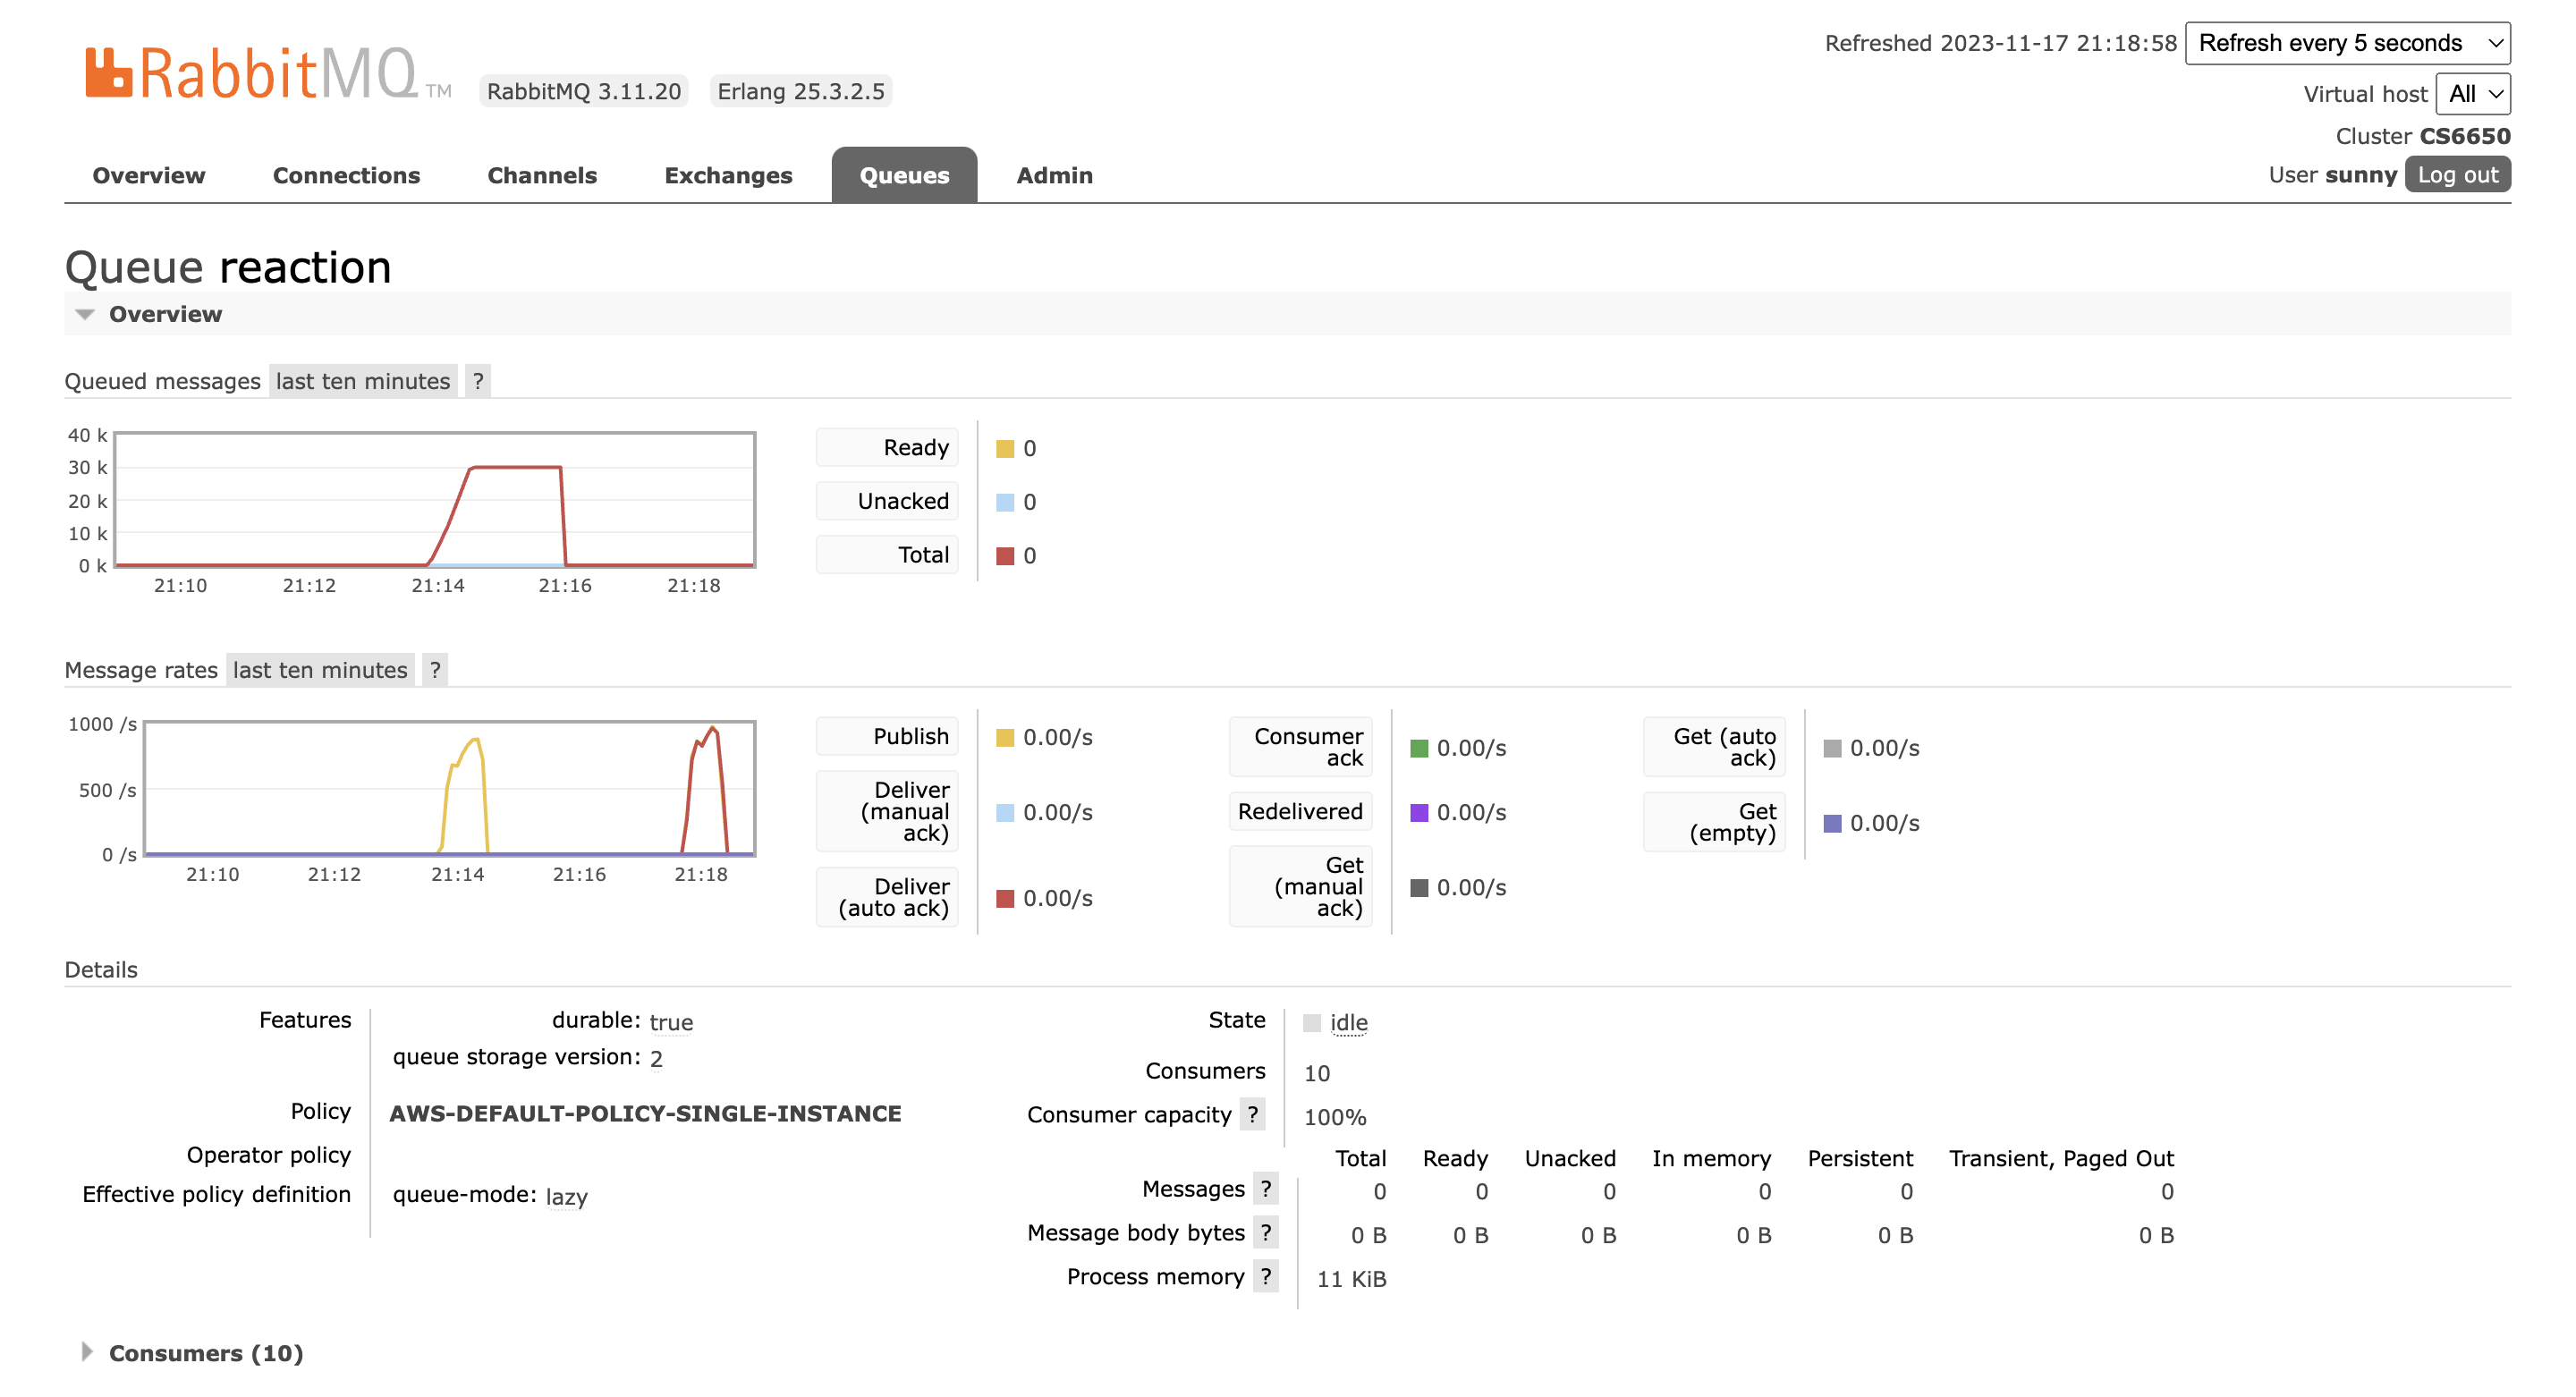 Refreshed 2023-11-17 21:18:58 Refresh every 5 seconds
RabbitMQ TM RabbitMQ 3.11.20 Erlang 25.3.2.5
Virtual host All
Cluster CS6650
Overview Connections Channels Exchanges Queues Admin
User sunny Log out
Queue reaction
Overview
Queued messages last ten minutes ?
40 k
30 k
20 k
10 k
0 k
21:10 21:12 21:14 21:16 21:18
Ready 0
Unacked 0
Total 0
Message rates last ten minutes ?
1000 /s
500 /s
0 /s
21:10 21:12 21:14 21:16 21:18
Publish 0.00/s
Deliver
(manual 0.00/s
ack)
Deliver
(auto ack) 0.00/s
Consumer
ack 0.00/s
Redelivered 0.00/s
Get
(manual 0.00/s
ack)
Get (auto
ack) 0.00/s
Get
(empty) 0.00/s
Details
Features durable: true
queue storage version: 2
Policy AWS-DEFAULT-POLICY-SINGLE-INSTANCE
Operator policy
Effective policy definition queue-mode: lazy
State idle
Consumers 10
Consumer capacity ? 100%
Total Ready Unacked In memory Persistent Transient, Paged Out
Messages ? 0 0 0 0 0 0
Message body bytes ? 0 B 0 B 0 B 0 B 0 B 0 B
Process memory ? 11 KiB
Consumers (10)